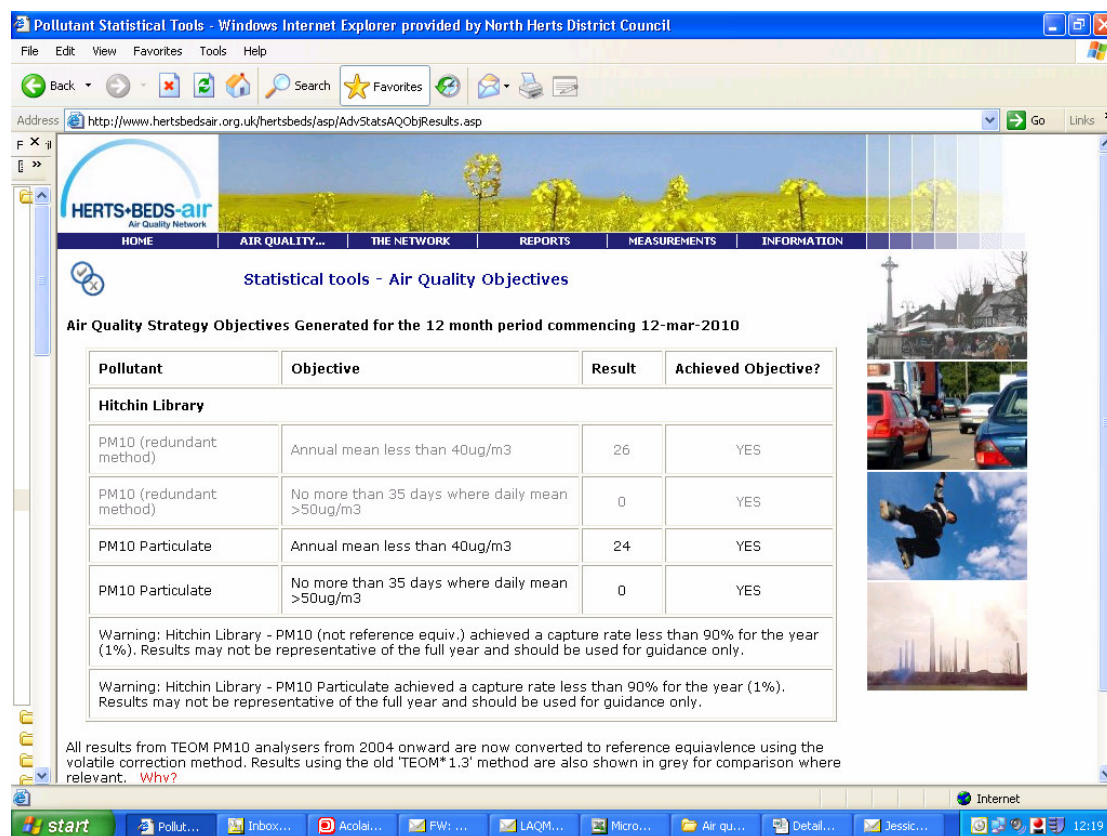 Pollutant Statistical Tools - Windows Internet Explorer provided by North Herts District Council
File Edit View Favorites Tools Help
Back Search Favorites
Address http://www.hertsbedsair.org.uk/hertsbeds/asp/AdvStatsAQObjResults.asp Go Links
HERTS+BEDS-air
Air Quality Network
HOME AIR QUALITY... THE NETWORK REPORTS MEASUREMENTS INFORMATION
Statistical tools - Air Quality Objectives
Air Quality Strategy Objectives Generated for the 12 month period commencing 12-mar-2010
Pollutant Objective Result Achieved Objective?
Hitchin Library
PM10 (redundant method) Annual mean less than 40ug/m3 26 YES
PM10 (redundant method) No more than 35 days where daily mean >50ug/m3 0 YES
PM10 Particulate Annual mean less than 40ug/m3 24 YES
PM10 Particulate No more than 35 days where daily mean >50ug/m3 0 YES
Warning: Hitchin Library - PM10 (not reference equiv.) achieved a capture rate less than 90% for the year
(1%). Results may not be representative of the full year and should be used for guidance only.
Warning: Hitchin Library - PM10 Particulate achieved a capture rate less than 90% for the year (1%).
Results may not be representative of the full year and should be used for guidance only.
All results from TEOM PM10 analysers from 2004 onward are now converted to reference equiavlence using the
volatile correction method. Results using the old 'TEOM*1.3' method are also shown in grey for comparison where
relevant. Why?
Internet
start Pollut... Inbox... Acolai... FW: ... LAQM... Micro... Air qu... Detail... Jessic... 12:19